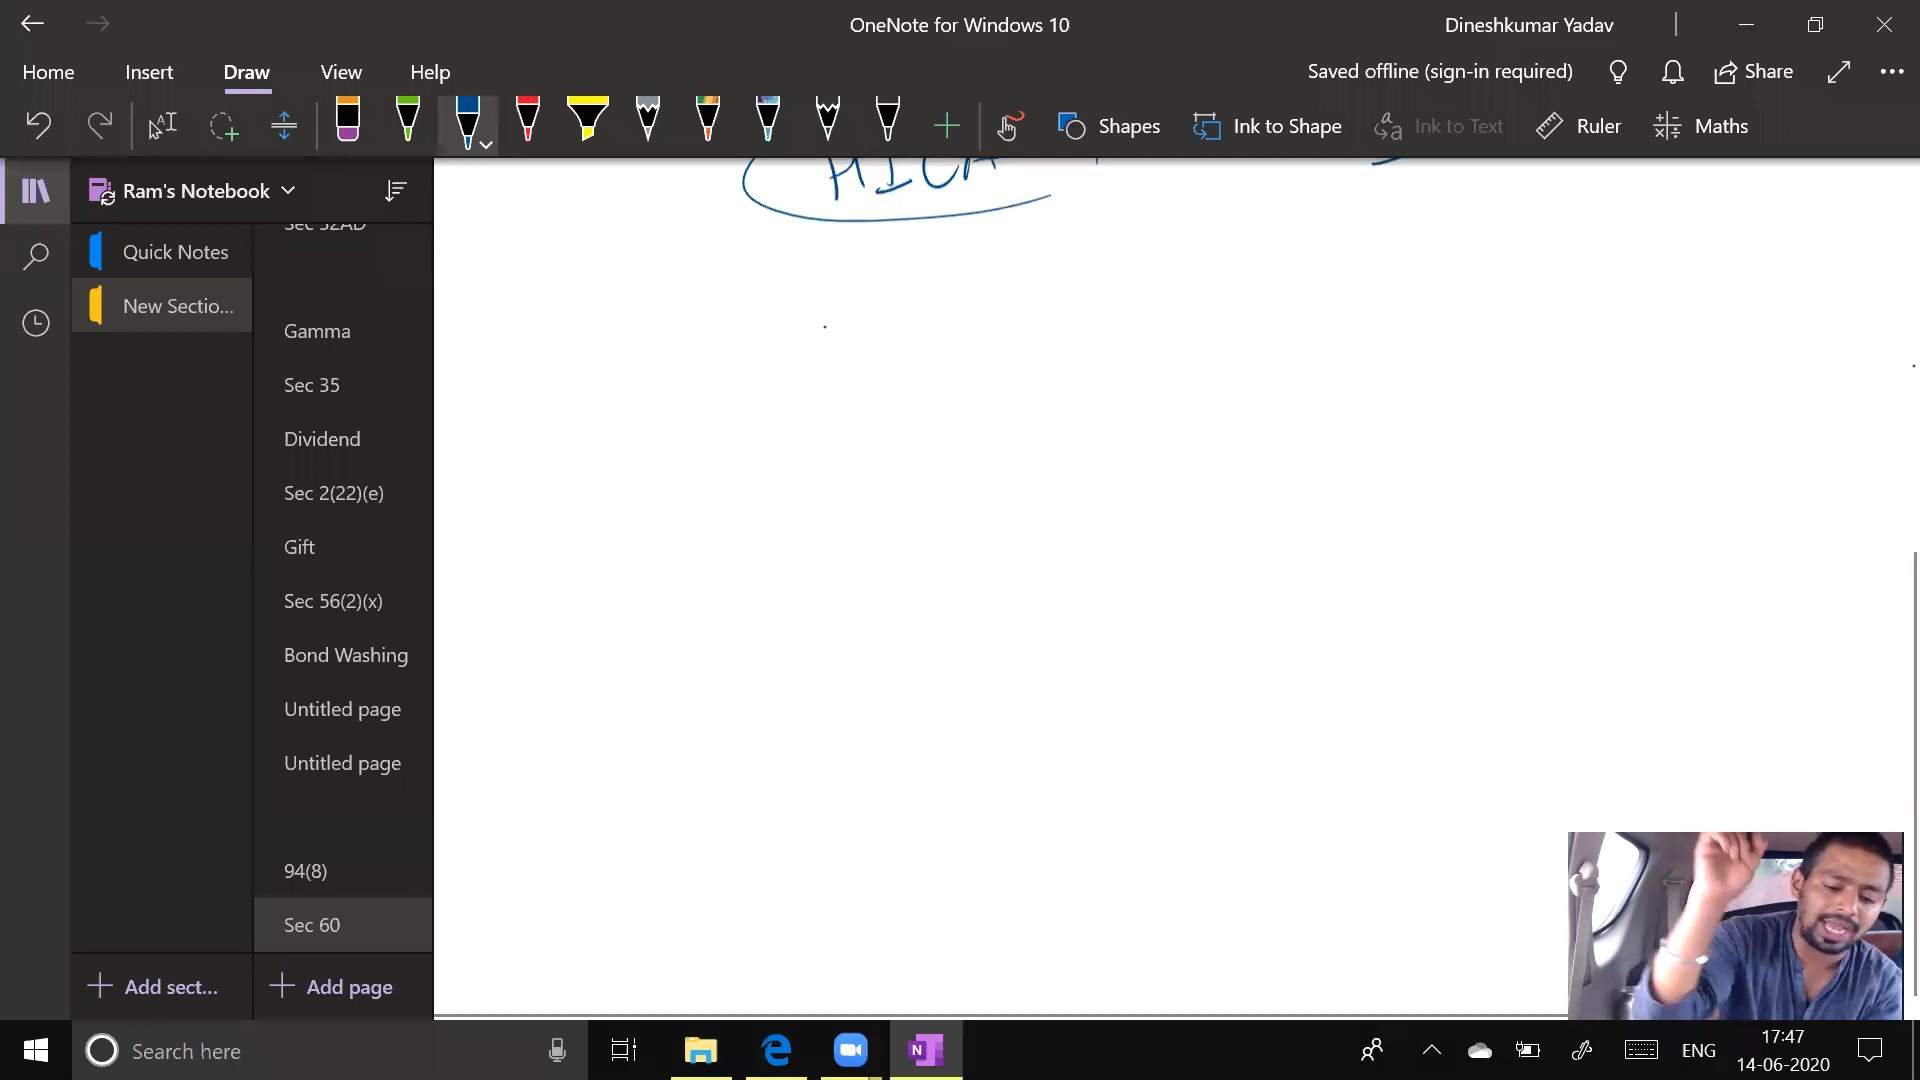 OneNote for Windows 10
Dineshkumar Yadav
Home Insert Draw View Help
Saved offline (sign-in required)
Share
Shapes
Ink to Shape
Ink to Text
Ruler
Maths
Ram's Notebook
Quick Notes
New Sectio...
Sec 32AD
Gamma
Sec 35
Dividend
Sec 2(22)(e)
Gift
Sec 56(2)(x)
Bond Washing
Untitled page
Untitled page
94(8)
Sec 60
Add sect...
Add page
Search here
ENG
17:47
14-06-2020